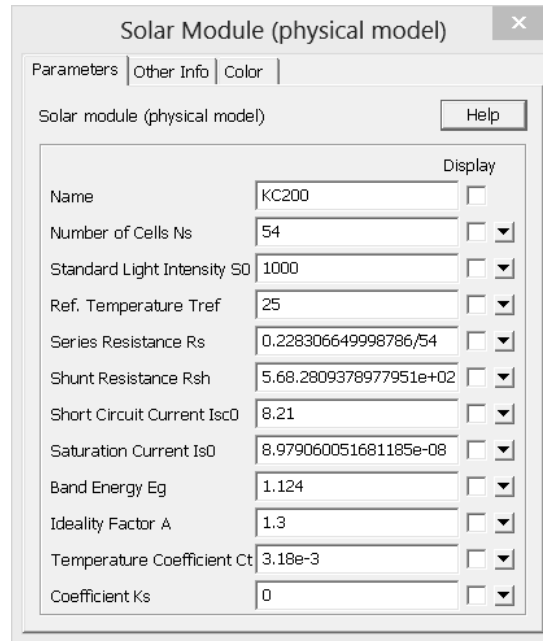 Solar Module (physical model)
Parameters Other Info Color
Solar module (physical model) Help
Display
Name KC200
Number of Cells Ns 54
Standard Light Intensity S0 1000
Ref. Temperature Tref 25
Series Resistance Rs 0.228306649998786/54
Shunt Resistance Rsh 5.68.2809378977951e+02
Short Circuit Current Isc0 8.21
Saturation Current Is0 8.979060051681185e-08
Band Energy Eg 1.124
Ideality Factor A 1.3
Temperature Coefficient Ct 3.18e-3
Coefficient Ks 0